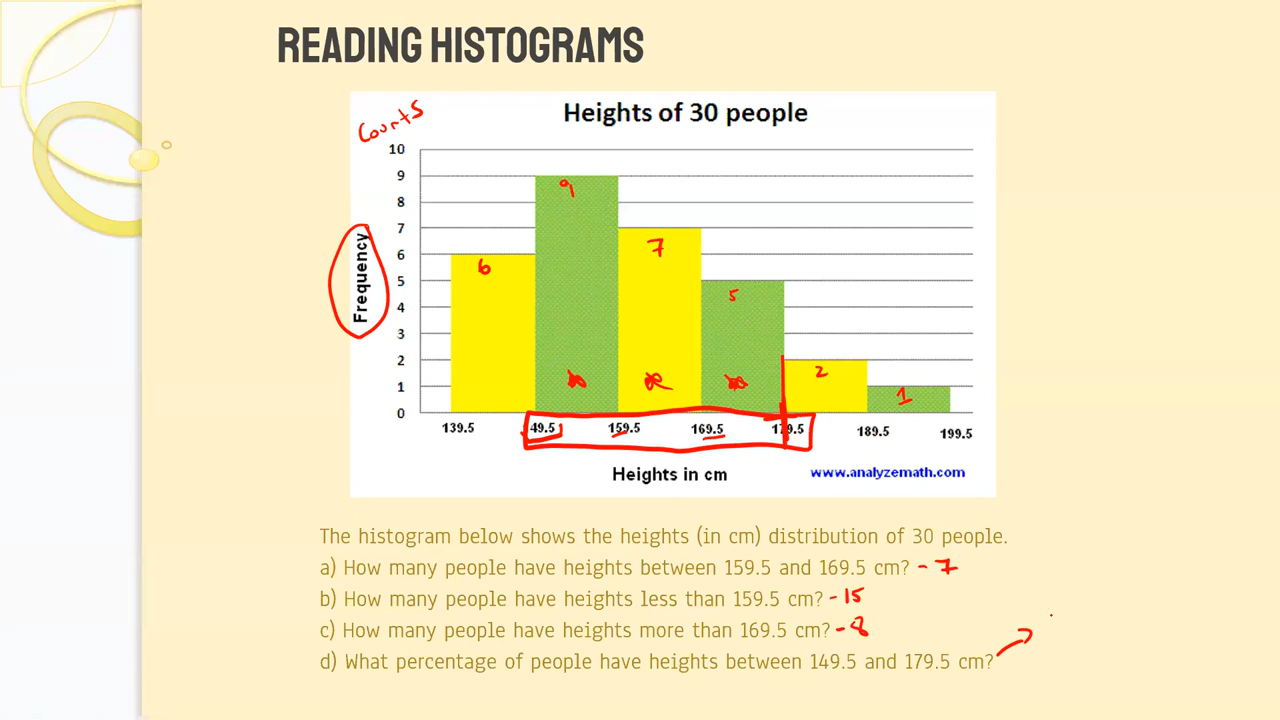 READING HISTOGRAMS
Counts
Heights of 30 people
10
9
8
7
6
5
4
3
2
1
0
Frequency
6
9
7
5
2
1
139.5 49.5 159.5 169.5 179.5 189.5 199.5
Heights in cm
www.analyzemath.com
The histogram below shows the heights (in cm) distribution of 30 people.
a) How many people have heights between 159.5 and 169.5 cm? - 7
b) How many people have heights less than 159.5 cm? - 15
c) How many people have heights more than 169.5 cm? - 8
d) What percentage of people have heights between 149.5 and 179.5 cm?